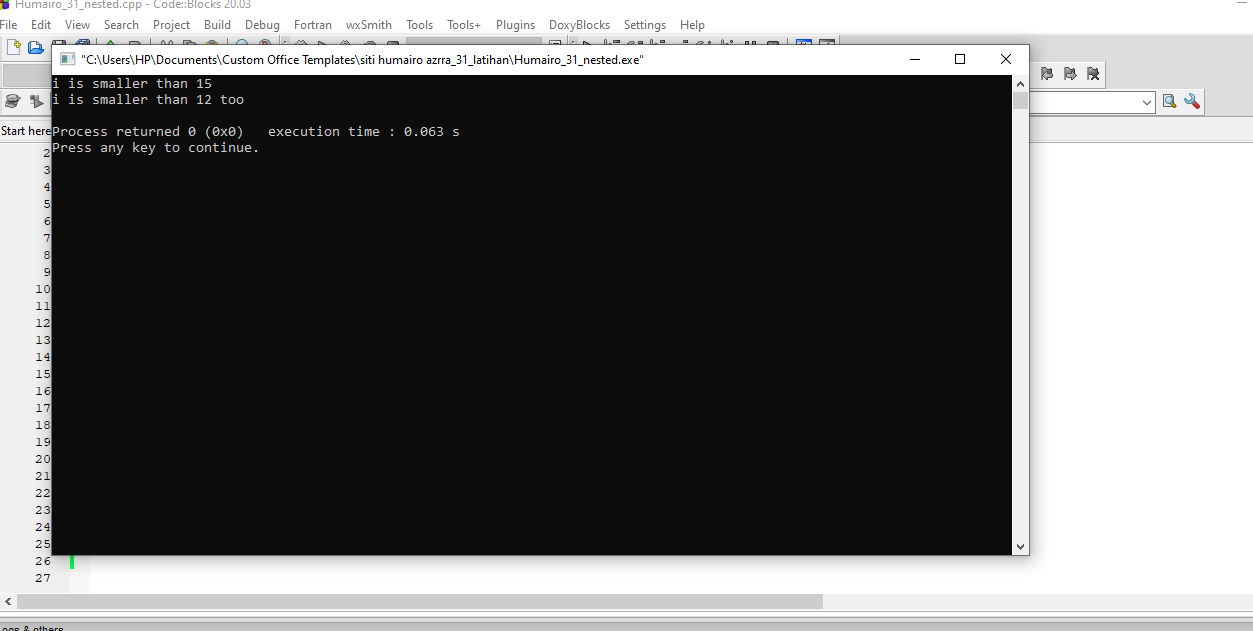 Humairo_31_nested.cpp - Code::Blocks 20.03
File Edit View Search Project Build Debug Fortran wxSmith Tools Tools+ Plugins DoxyBlocks Settings Help
"C:\Users\HP\Documents\Custom Office Templates\siti humairo azrra_31_latihan\Humairo_31_nested.exe"
i is smaller than 15
i is smaller than 12 too
Process returned 0 (0x0)   execution time : 0.063 s
Press any key to continue.
Start here
2
3
4
5
6
7
8
9
10
11
12
13
14
15
16
17
18
19
20
21
22
23
24
25
26
27
ogs & others